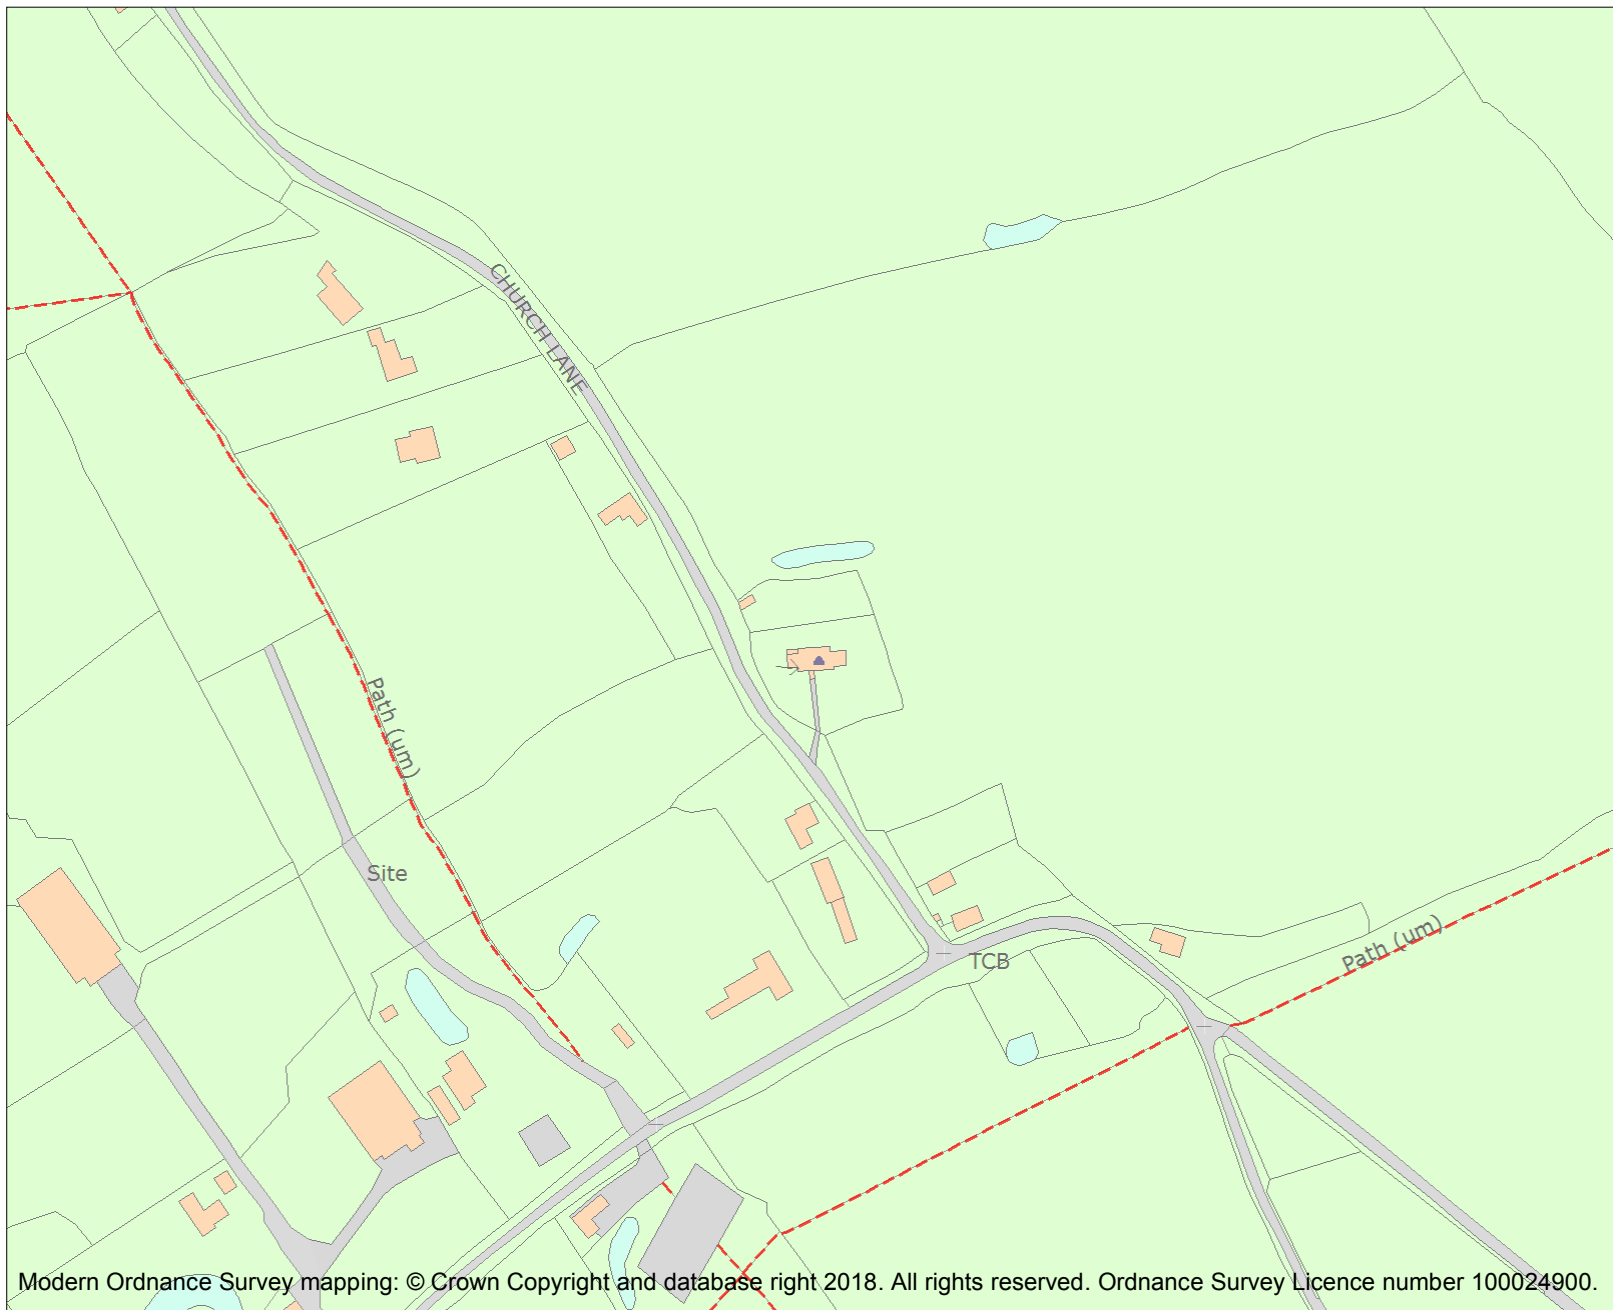 CHURCH LANE
Path (um)
Site
TCB
Path (um)
Modern Ordnance Survey mapping: © Crown Copyright and database right 2018. All rights reserved. Ordnance Survey Licence number 100024900.